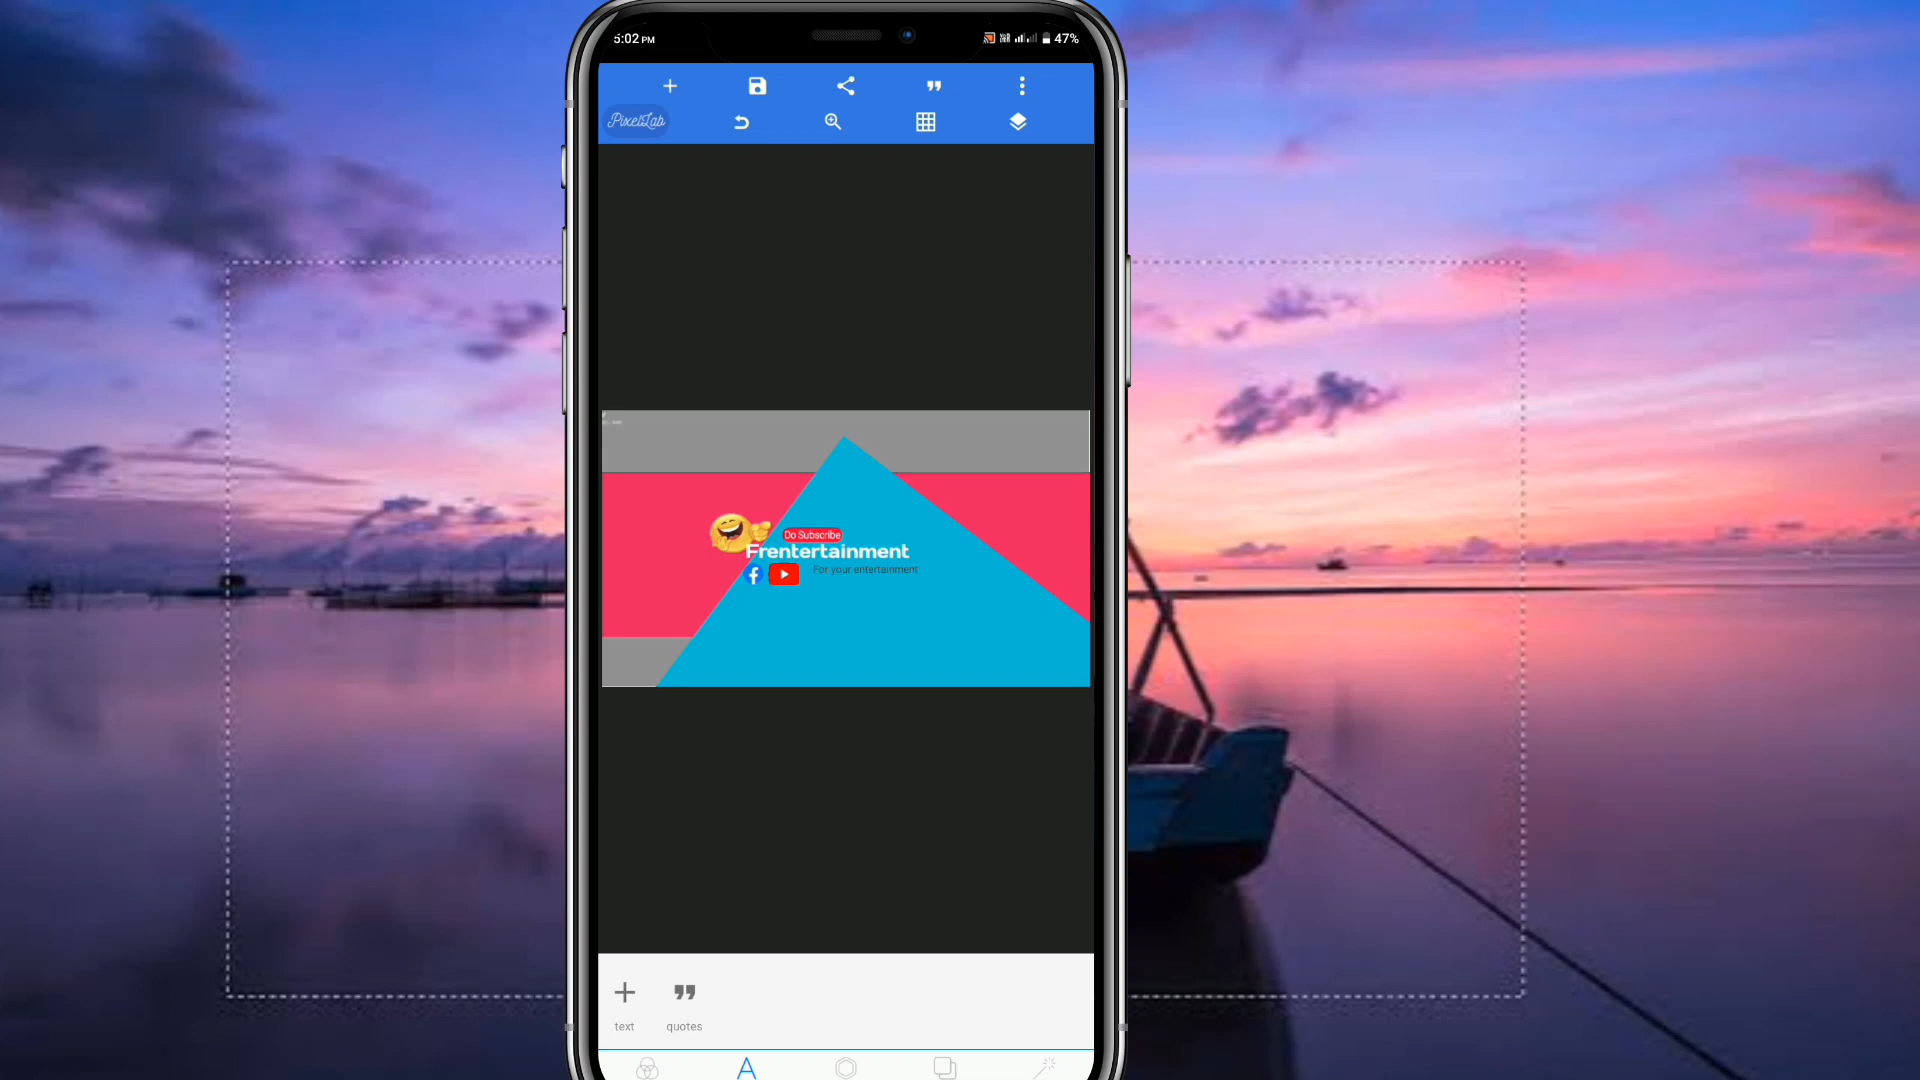 5:02 PM
47%
PixelLab
Do Subscribe
Frentertainment
For your entertainment
text
quotes